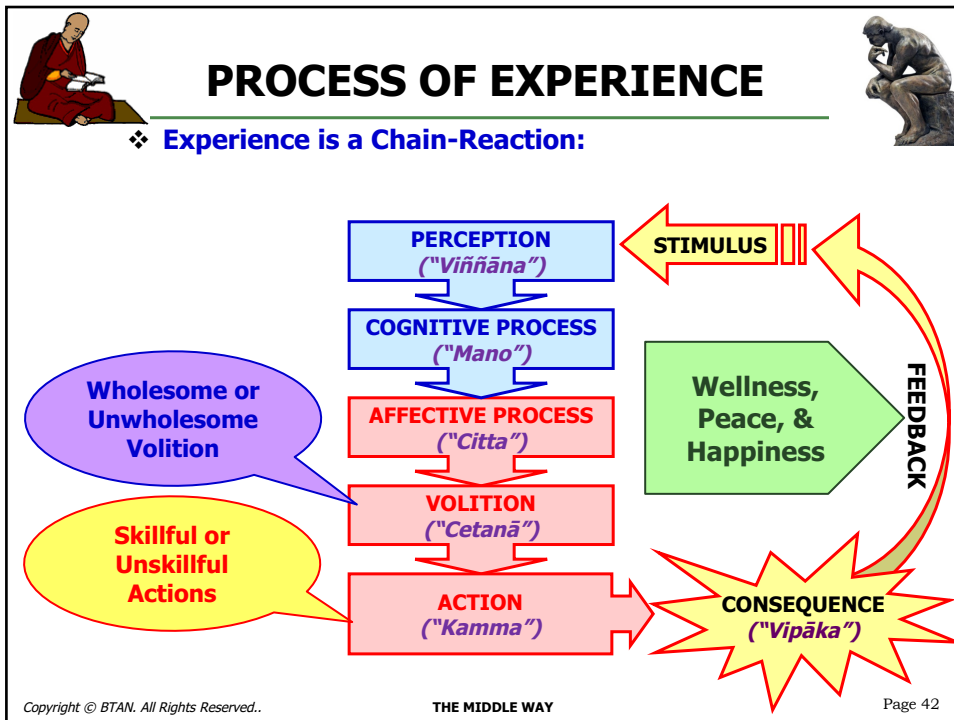 PROCESS OF EXPERIENCE
❖ Experience is a Chain-Reaction:
PERCEPTION
("Viññāna")
STIMULUS
COGNITIVE PROCESS
("Mano")
Wholesome or
Unwholesome
Volition
AFFECTIVE PROCESS
("Citta")
Wellness,
Peace, &
Happiness
FEEDBACK
VOLITION
("Cetanā")
Skillful or
Unskillful
Actions
ACTION
("Kamma")
CONSEQUENCE
("Vipāka")
Copyright © BTAN. All Rights Reserved..
THE MIDDLE WAY
Page 42